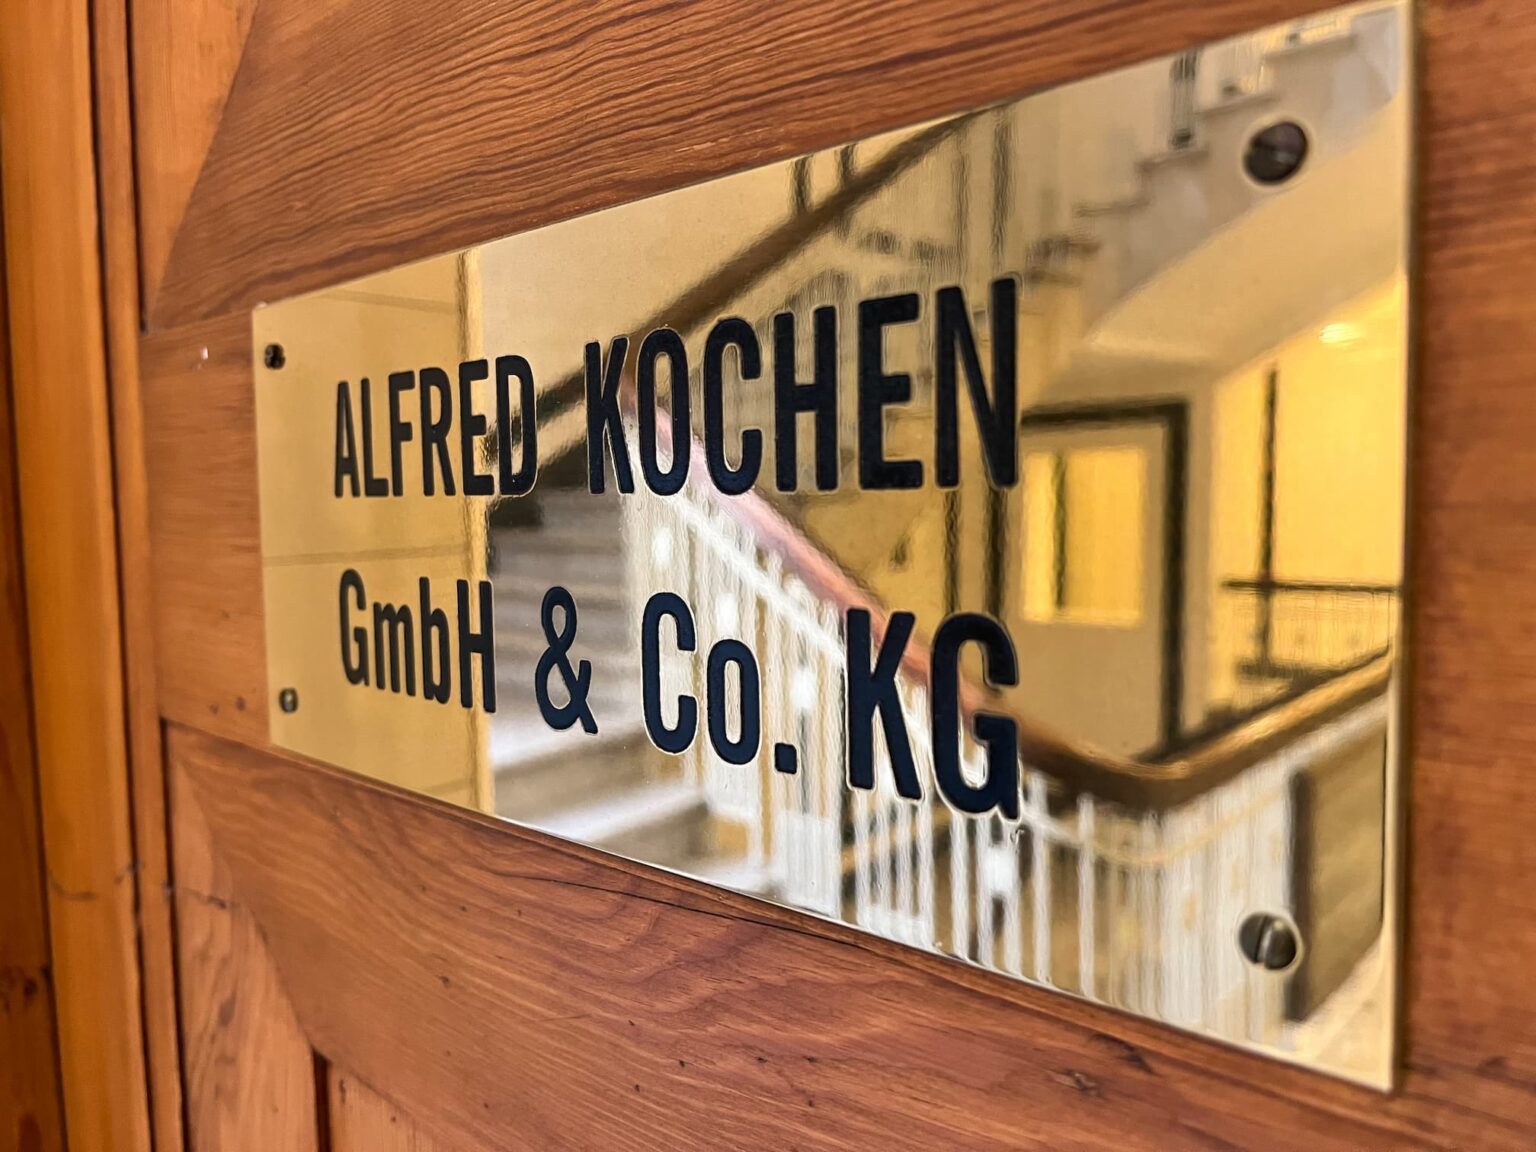 ALFRED KOCHEN
GmbH & Co. KG